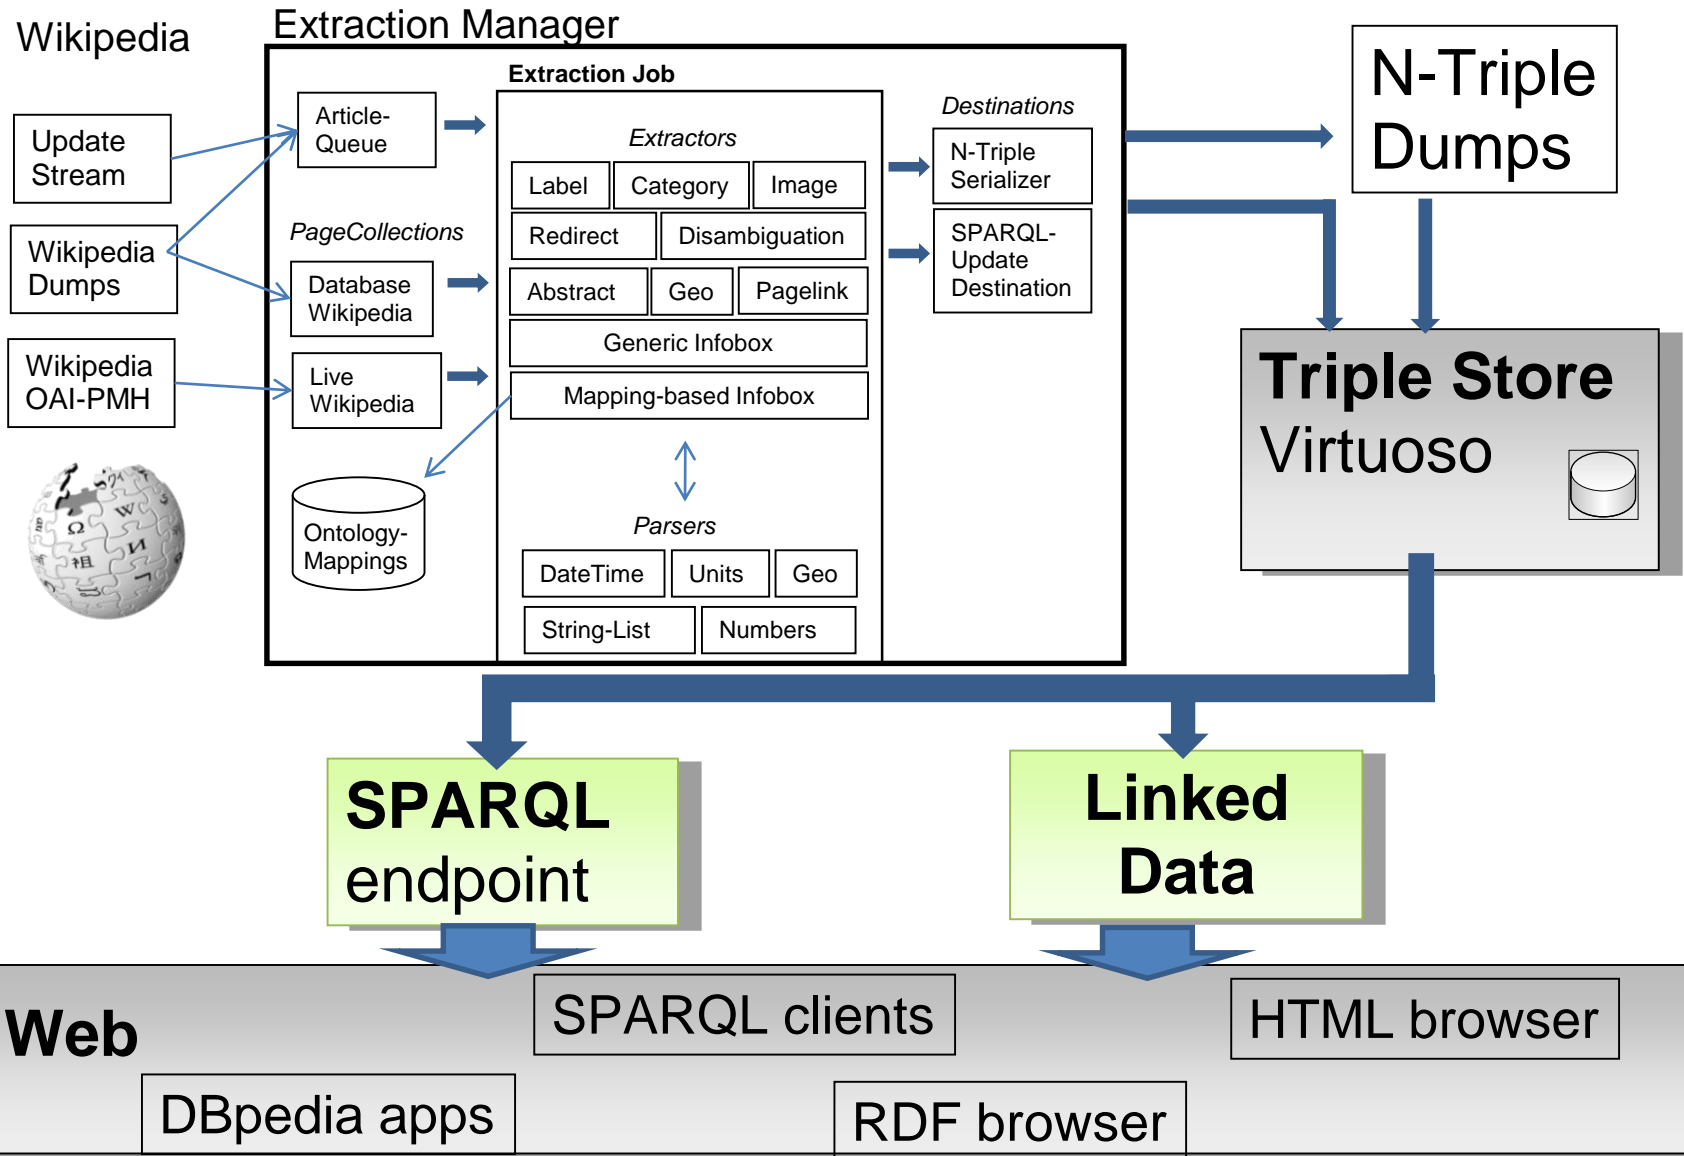 Wikipedia
Extraction Manager
Update
Stream
Wikipedia
Dumps
Wikipedia
OAI-PMH
Article-
Queue
PageCollections
Database
Wikipedia
Live
Wikipedia
Ontology-
Mappings
Extraction Job
Extractors
Label
Category
Image
Redirect
Disambiguation
Abstract
Geo
Pagelink
Generic Infobox
Mapping-based Infobox
Parsers
DateTime
Units
Geo
String-List
Numbers
Destinations
N-Triple
Serializer
SPARQL-
Update
Destination
N-Triple
Dumps
Triple Store
Virtuoso
Ω
W
И
祖
SPARQL
endpoint
Linked
Data
Web
SPARQL clients
HTML browser
DBpedia apps
RDF browser